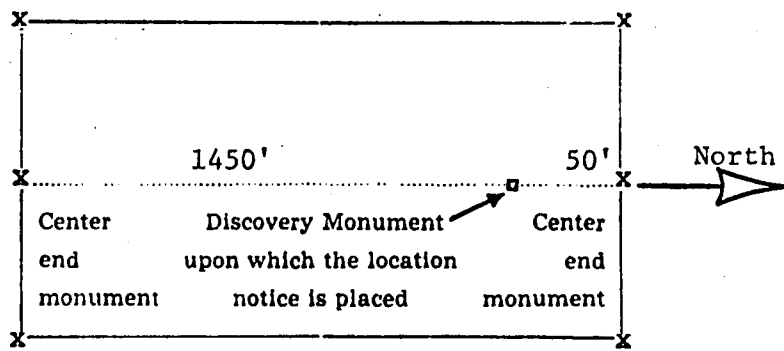 X X
1450' 50' North
X X
Center Discovery Monument Center
end upon which the location end
monument notice is placed monument
X X